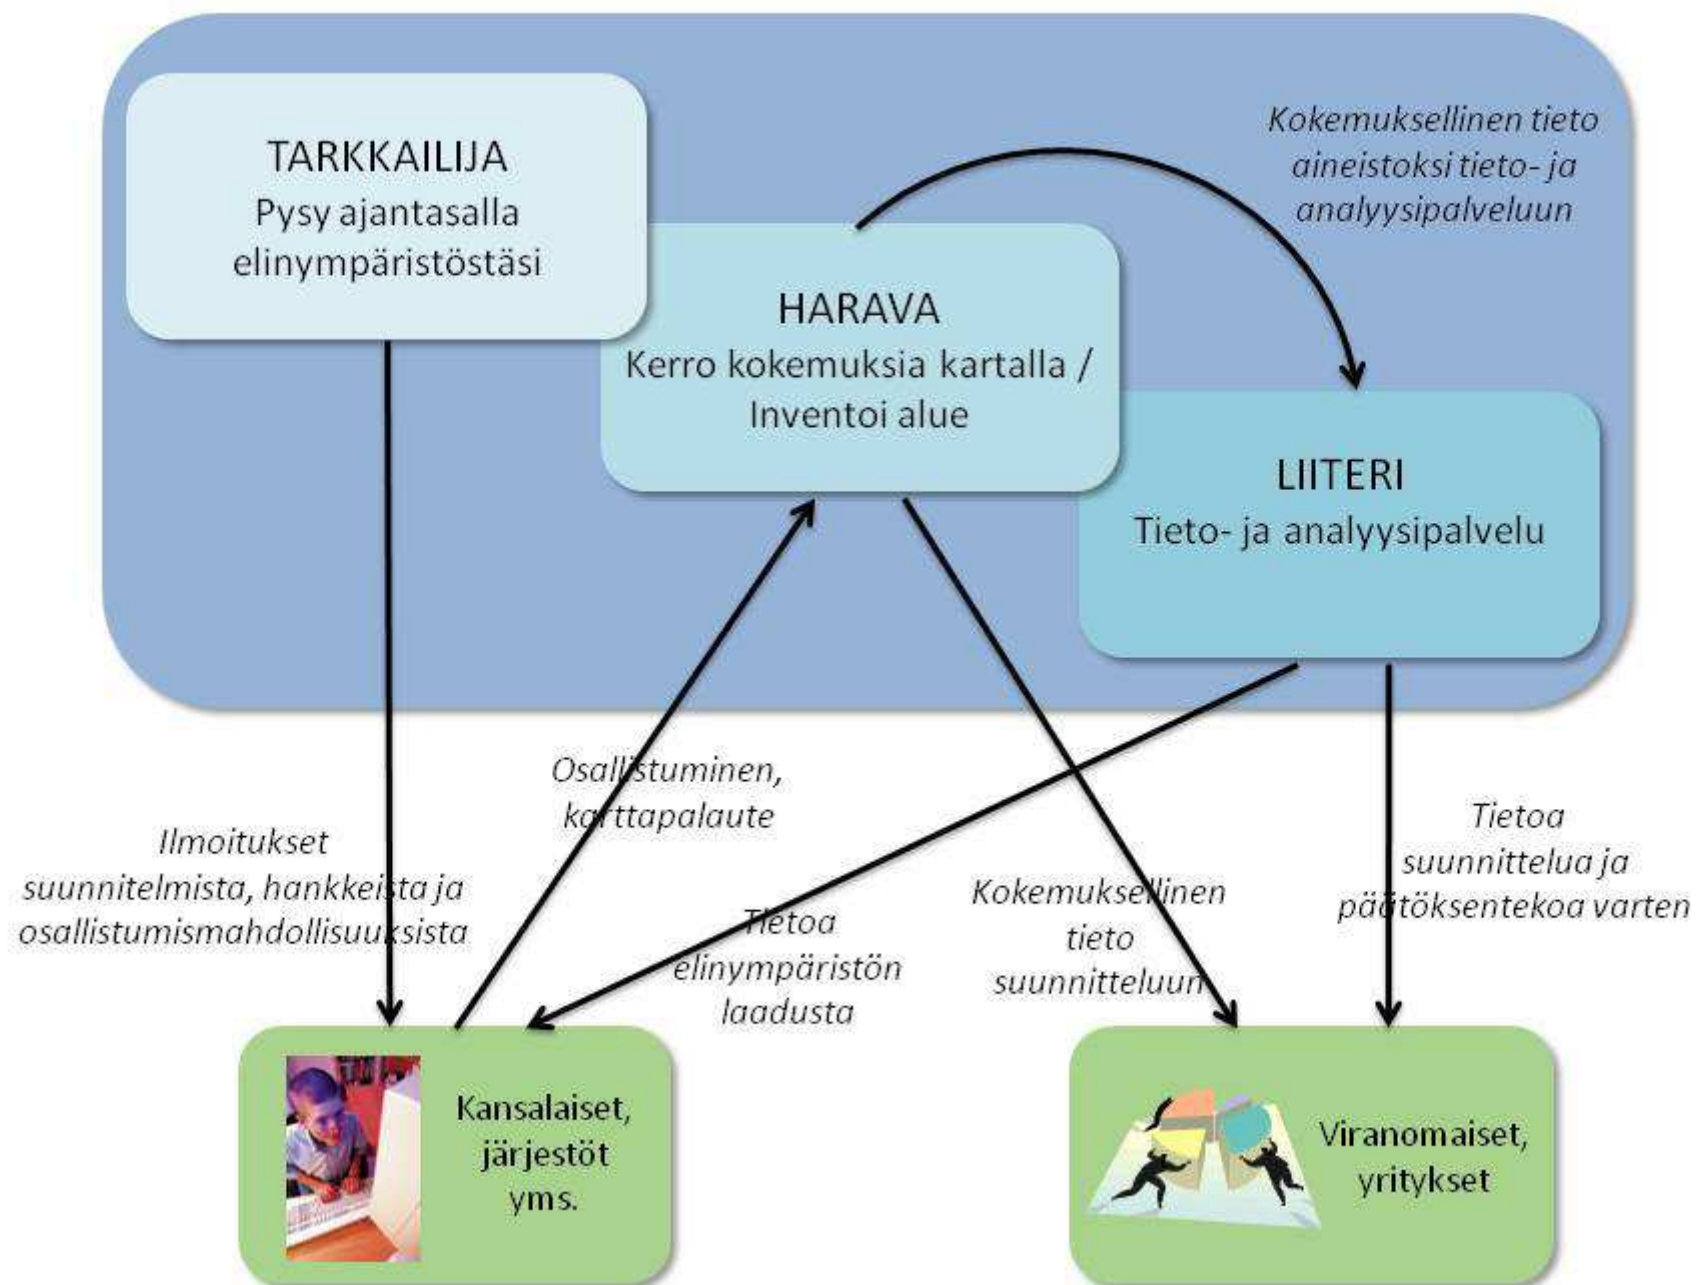 TARKKAILIJA
Pysy ajantasalla
elinympäristöstäsi
Kokemuksellinen tieto
aineistoksi tieto- ja
analyysipalveluun
HARAVA
Kerro kokemuksia kartalla /
Inventoi alue
LIITERI
Tieto- ja analyysipalvelu
Osallistuminen,
karttapalaute
Ilmoitukset
suunnitelmista, hankkeista ja
osallistumismahdollisuuksista
Tietoa
elinympäristön
laadusta
Kokemuksellinen
tieto
suunnitteluun
Tietoa
suunnittelua ja
päätöksentekoa varten
Kansalaiset,
järjestöt
yms.
Viranomaiset,
yritykset